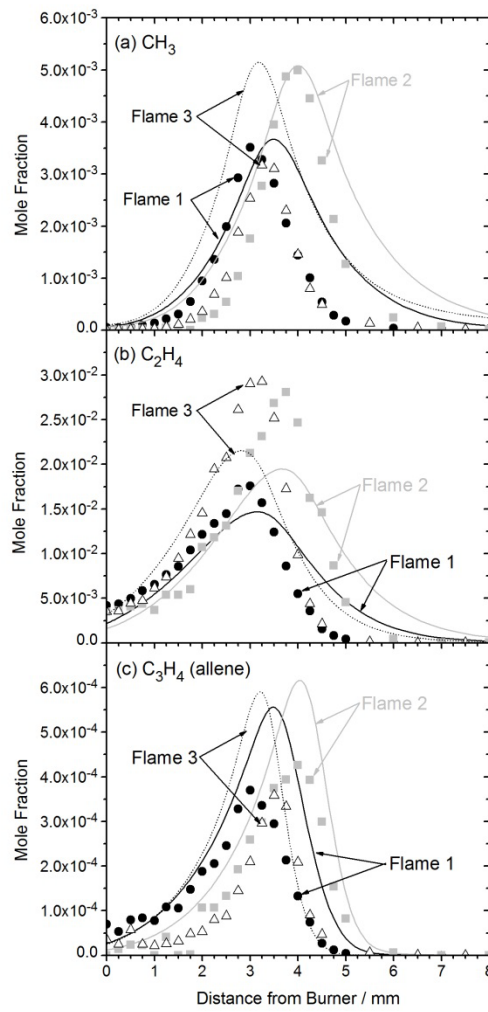 (a) CH3
6.0x10-3
5.0x10-3
4.0x10-3
3.0x10-3
2.0x10-3
1.0x10-3
0.0
Mole Fraction
Flame 2
Flame 3
Flame 1
(b) C2H4
3.0x10-2
2.5x10-2
2.0x10-2
1.5x10-2
1.0x10-2
5.0x10-3
0.0
Mole Fraction
Flame 3
Flame 2
Flame 1
(c) C3H4 (allene)
6.0x10-4
5.0x10-4
4.0x10-4
3.0x10-4
2.0x10-4
1.0x10-4
0.0
Mole Fraction
Flame 2
Flame 3
Flame 1
0 1 2 3 4 5 6 7 8
Distance from Burner / mm